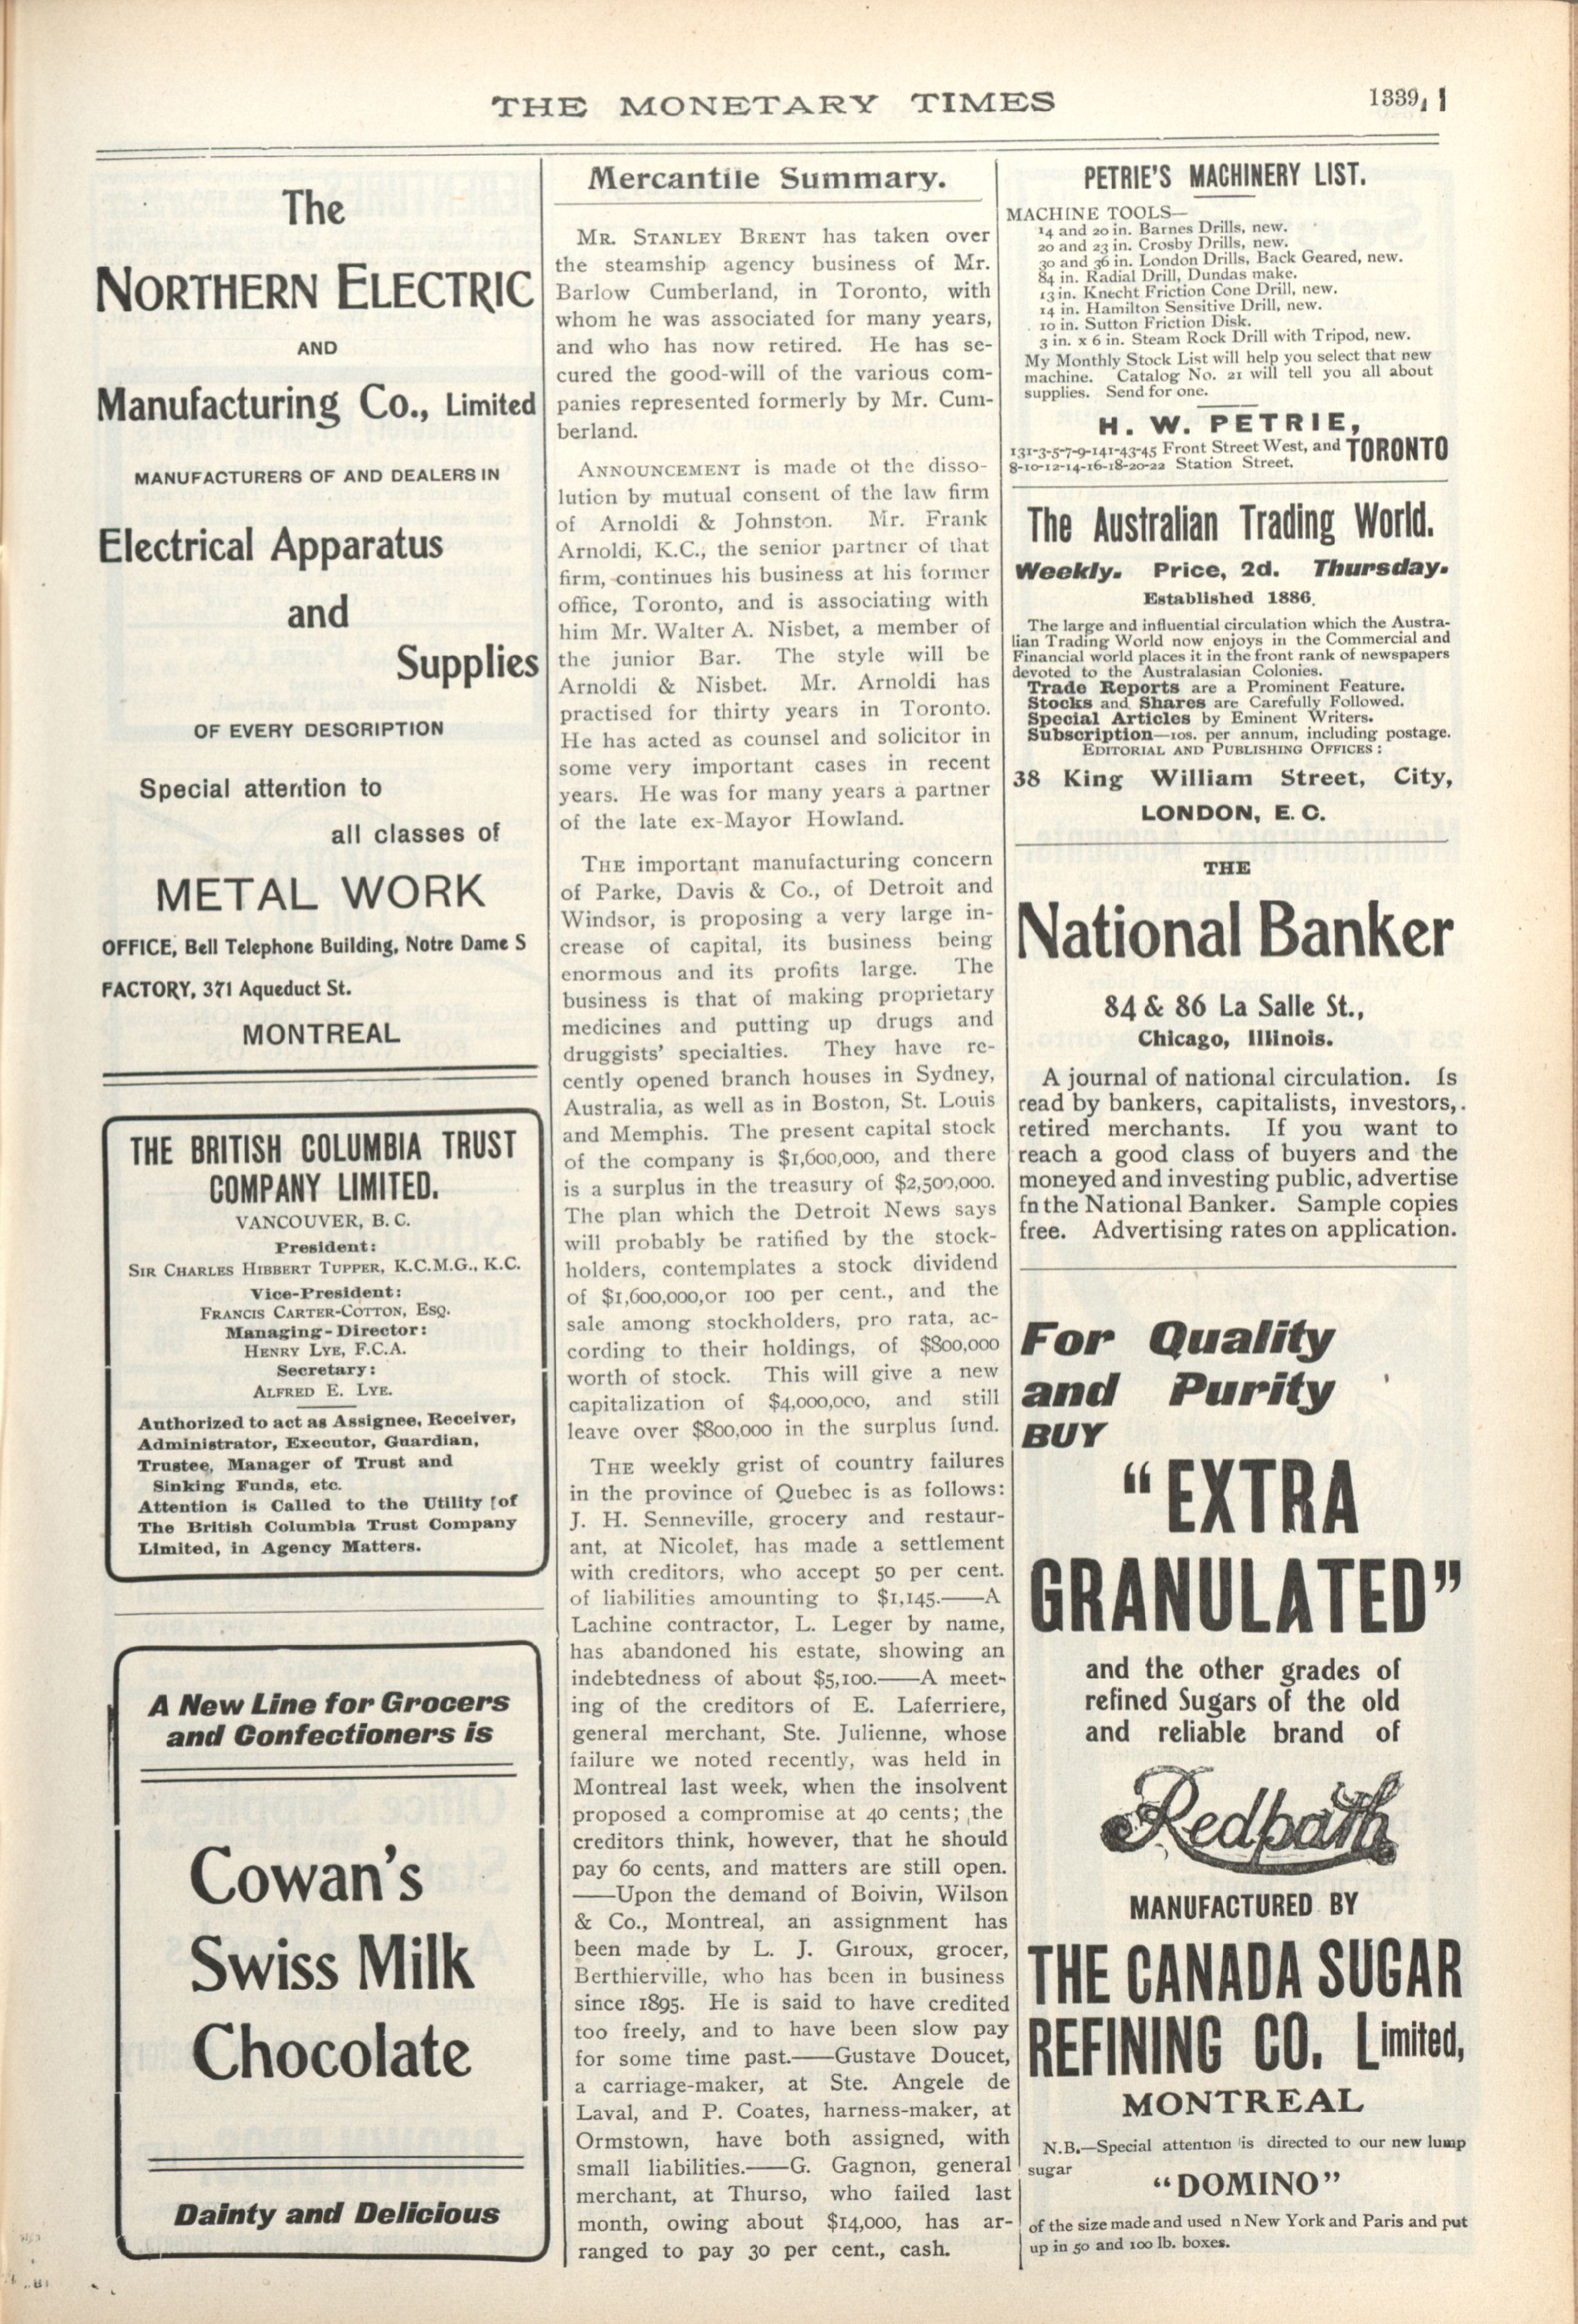 THE MONETARY TIMES
1339
The
NORTHERN ELECTRIC
AND
Manufacturing Co., Limited
MANUFACTURERS OF AND DEALERS IN
Electrical Apparatus
and
Supplies
OF EVERY DESCRIPTION
Special attention to
all classes of
METAL WORK
OFFICE, Bell Telephone Building, Notre Dame S
FACTORY, 371 Aqueduct St.
MONTREAL
THE BRITISH COLUMBIA TRUST
COMPANY LIMITED.
VANCOUVER, B. C.
President:
SIR CHARLES HIBBERT TUPPER, K.C.M.G., K.C.
Vice-President:
FRANCIS CARTER-COTTON, ESQ.
Managing-Director:
HENRY LYE, F.C.A.
Secretary:
ALFRED E. LYE.
Authorized to act as Assignee, Receiver,
Administrator, Executor, Guardian,
Trustee, Manager of Trust and
Sinking Funds, etc.
Attention is Called to the Utility [of
The British Columbia Trust Company
Limited, in Agency Matters.
A New Line for Grocers
and Confectioners is
Cowan's
Swiss Milk
Chocolate
Dainty and Delicious
Mercantile Summary.
MR. STANLEY BRENT has taken over
the steamship agency business of Mr.
Barlow Cumberland, in Toronto, with
whom he was associated for many years,
and who has now retired. He has se-
cured the good-will of the various com-
panies represented formerly by Mr. Cum-
berland.
ANNOUNCEMENT is made of the disso-
lution by mutual consent of the law firm
of Arnoldi & Johnston. Mr. Frank
Arnoldi, K.C., the senior partner of that
firm, continues his business at his former
office, Toronto, and is associating with
him Mr. Walter A. Nisbet, a member of
the junior Bar. The style will be
Arnoldi & Nisbet. Mr. Arnoldi has
practised for thirty years in Toronto.
He has acted as counsel and solicitor in
some very important cases in recent
years. He was for many years a partner
of the late ex-Mayor Howland.
THE important manufacturing concern
of Parke, Davis & Co., of Detroit and
Windsor, is proposing a very large in-
crease of capital, its business being
enormous and its profits large. The
business is that of making proprietary
medicines and putting up drugs and
druggists' specialties. They have re-
cently opened branch houses in Sydney,
Australia, as well as in Boston, St. Louis
and Memphis. The present capital stock
of the company is $1,600,000, and there
is a surplus in the treasury of $2,500,000.
The plan which the Detroit News says
will probably be ratified by the stock-
holders, contemplates a stock dividend
of $1,600,000,or 100 per cent., and the
sale among stockholders, pro rata, ac-
cording to their holdings, of $800,000
worth of stock. This will give a new
capitalization of $4,000,000, and still
leave over $800,000 in the surplus fund.
THE weekly grist of country failures
in the province of Quebec is as follows:
J. H. Senneville, grocery and restaur-
ant, at Nicolet, has made a settlement
with creditors, who accept 50 per cent.
of liabilities amounting to $1,145.——A
Lachine contractor, L. Leger by name,
has abandoned his estate, showing an
indebtedness of about $5,100.——A meet-
ing of the creditors of E. Laferriere,
general merchant, Ste. Julienne, whose
failure we noted recently, was held in
Montreal last week, when the insolvent
proposed a compromise at 40 cents; the
creditors think, however, that he should
pay 60 cents, and matters are still open.
——Upon the demand of Boivin, Wilson
& Co., Montreal, an assignment has
been made by L. J. Giroux, grocer,
Berthierville, who has been in business
since 1895. He is said to have credited
too freely, and to have been slow pay
for some time past.——Gustave Doucet,
a carriage-maker, at Ste. Angele de
Laval, and P. Coates, harness-maker, at
Ormstown, have both assigned, with
small liabilities.——G. Gagnon, general
merchant, at Thurso, who failed last
month, owing about $14,000, has ar-
ranged to pay 30 per cent., cash.
PETRIE'S MACHINERY LIST.
MACHINE TOOLS—
14 and 20 in. Barnes Drills, new.
20 and 23 in. Crosby Drills, new.
30 and 36 in. London Drills, Back Geared, new.
84 in. Radial Drill, Dundas make.
13 in. Knecht Friction Cone Drill, new.
14 in. Hamilton Sensitive Drill, new.
10 in. Sutton Friction Disk.
3 in. x 6 in. Steam Rock Drill with Tripod, new.
My Monthly Stock List will help you select that new
machine. Catalog No. 21 will tell you all about
supplies. Send for one.
H. W. PETRIE,
131-3-5-7-9-141-43-45 Front Street West, and
8-10-12-14-16-18-20-22 Station Street.
TORONTO
The Australian Trading World.
Weekly. Price, 2d. Thursday.
Established 1886.
The large and influential circulation which the Austra-
lian Trading World now enjoys in the Commercial and
Financial world places it in the front rank of newspapers
devoted to the Australasian Colonies.
Trade Reports are a Prominent Feature.
Stocks and Shares are Carefully Followed.
Special Articles by Eminent Writers.
Subscription—10s. per annum, including postage.
EDITORIAL AND PUBLISHING OFFICES:
38 King William Street, City,
LONDON, E. C.
THE
National Banker
84 & 86 La Salle St.,
Chicago, Illinois.
A journal of national circulation. Is
read by bankers, capitalists, investors,.
retired merchants. If you want to
reach a good class of buyers and the
moneyed and investing public, advertise
fn the National Banker. Sample copies
free. Advertising rates on application.
For Quality
and Purity
BUY
"EXTRA
GRANULATED"
and the other grades of
refined Sugars of the old
and reliable brand of
Redpath
MANUFACTURED BY
THE CANADA SUGAR
REFINING CO. Limited,
MONTREAL
N.B.—Special attention is directed to our new lump
sugar
"DOMINO"
of the size made and used n New York and Paris and put
up in 50 and 100 lb. boxes.